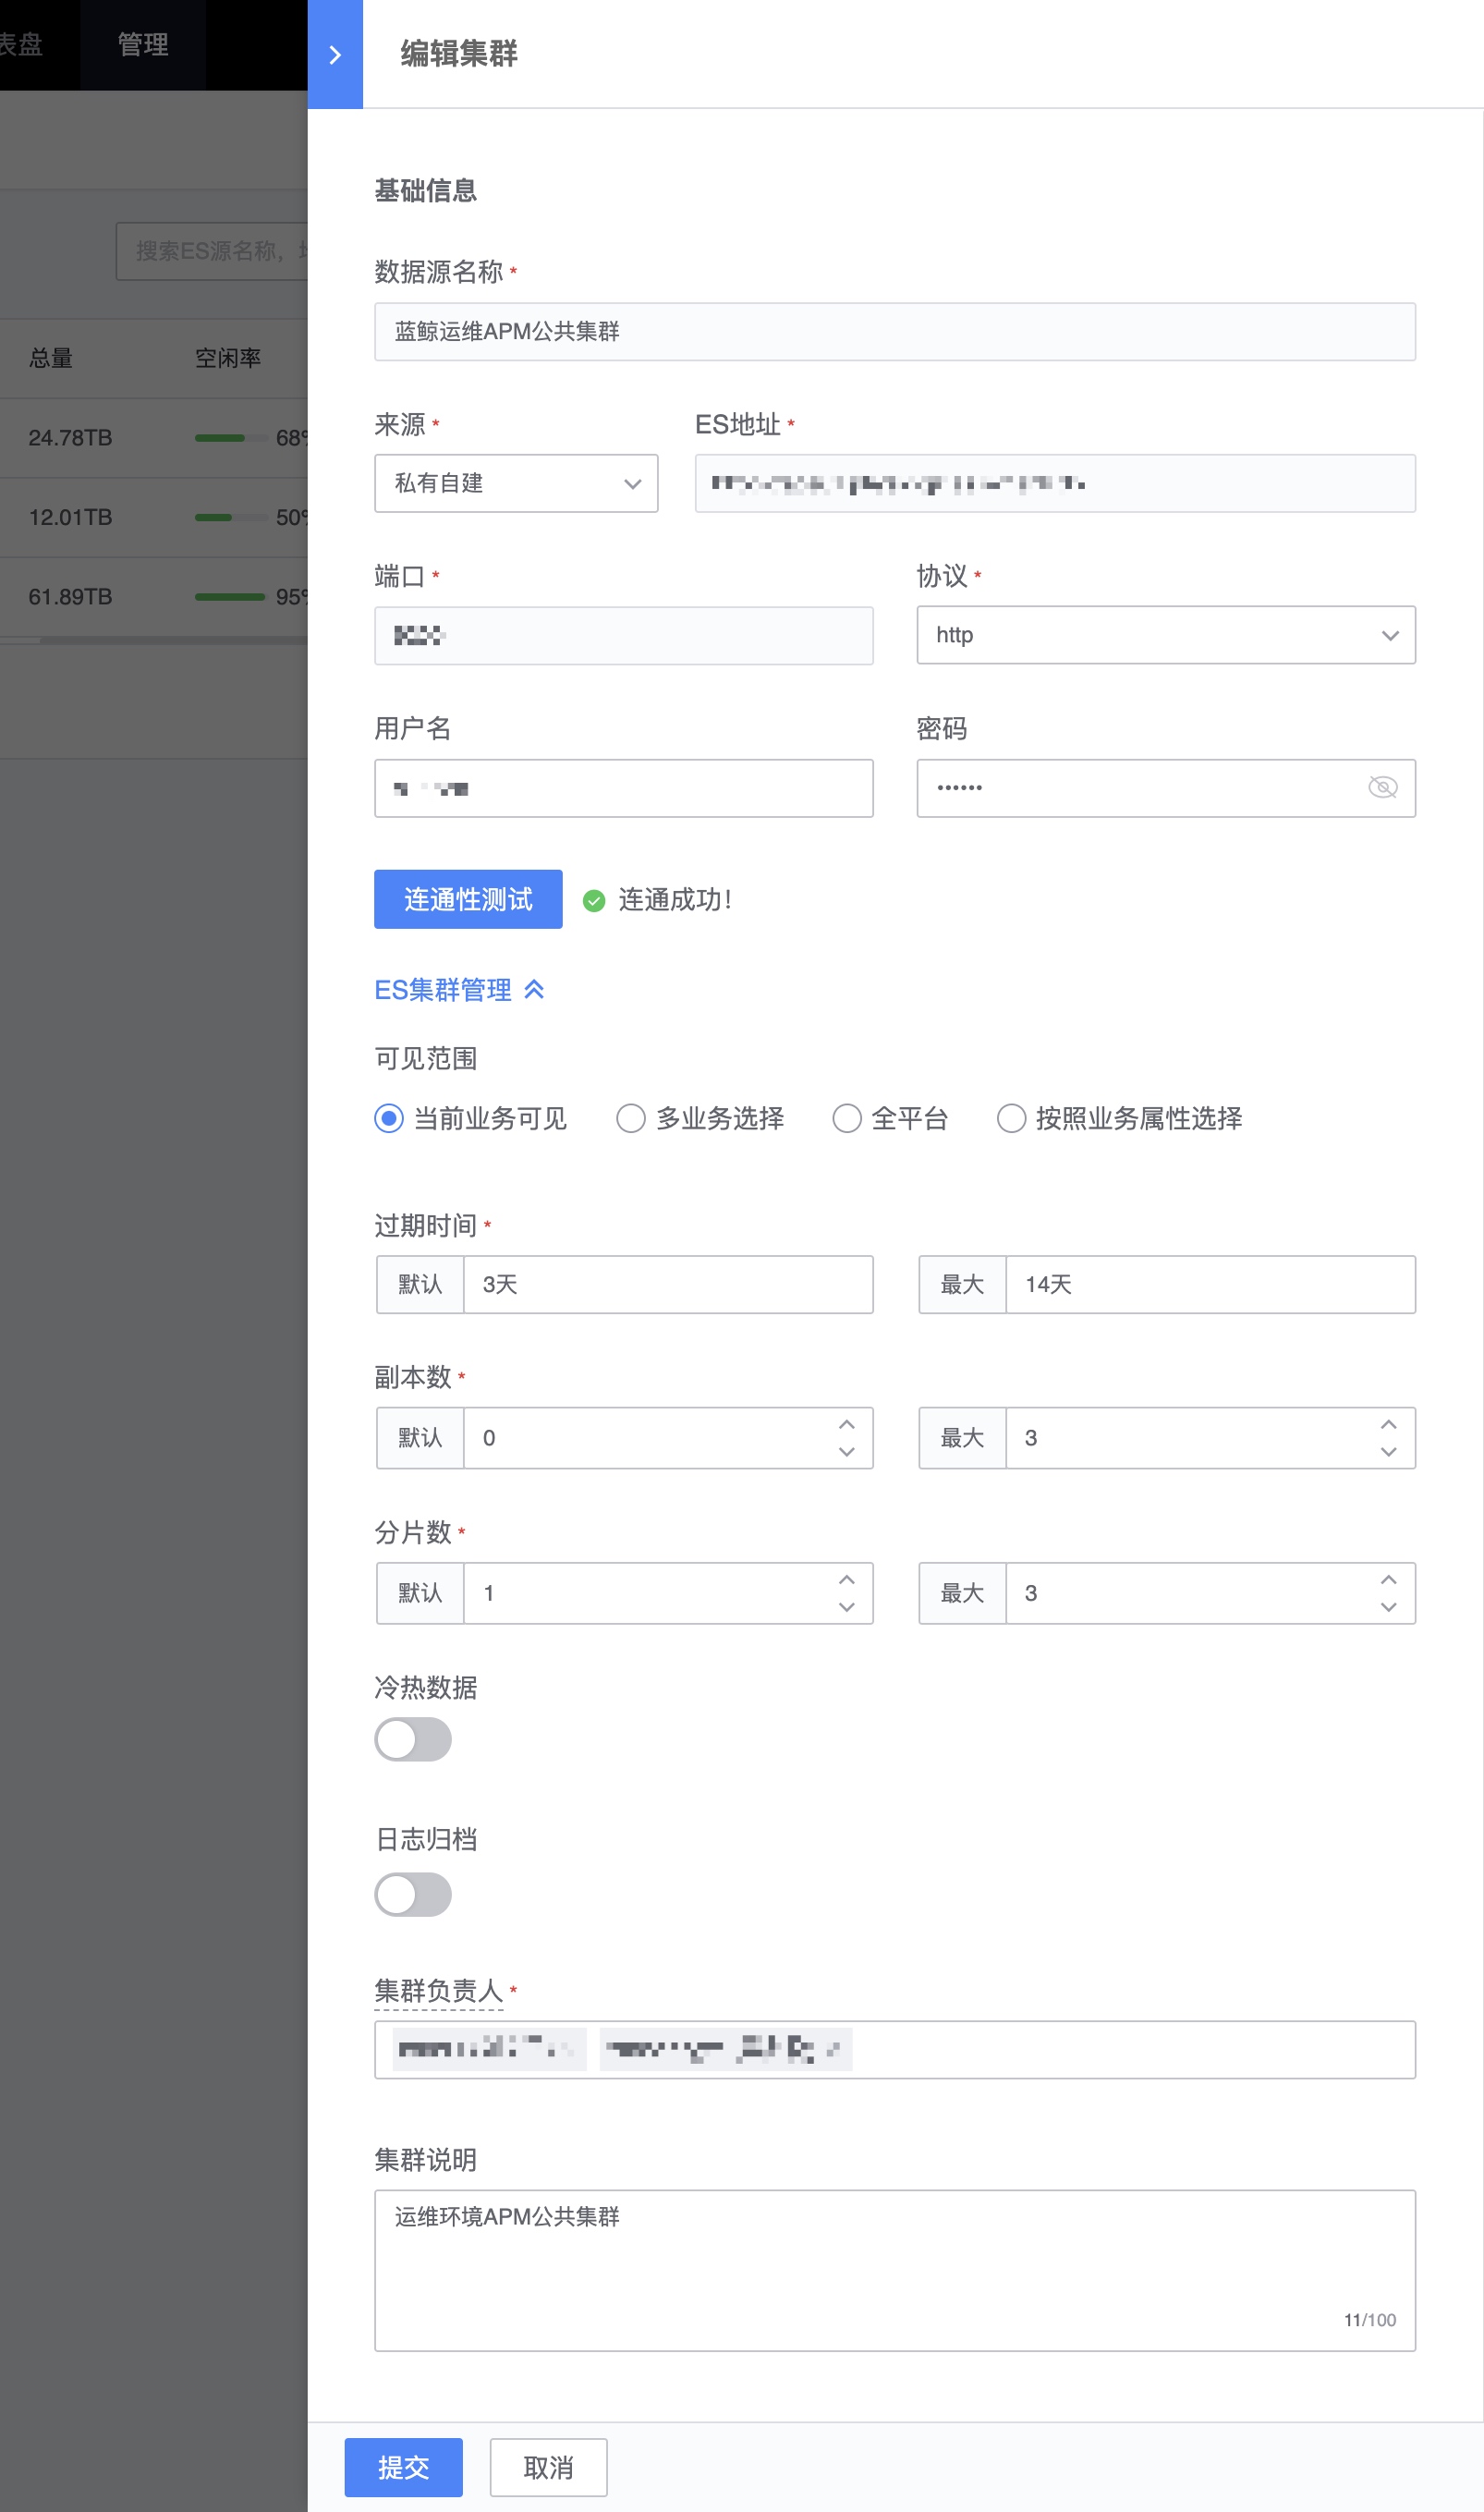 表盘
管理
编辑集群
基础信息
搜索ES源名称，
数据源名称 *
蓝鲸运维APM公共集群
总量
空闲率
来源 *
ES地址 *
24.78TB
68%
私有自建
12.01TB
50%
端口 *
协议 *
61.89TB
95%
http
用户名
密码
••••••
连通性测试
连通成功！
ES集群管理
可见范围
当前业务可见
多业务选择
全平台
按照业务属性选择
过期时间 *
默认
3天
最大
14天
副本数 *
默认
0
最大
3
分片数 *
默认
1
最大
3
冷热数据
日志归档
集群负责人 *
集群说明
运维环境APM公共集群
11/100
提交
取消